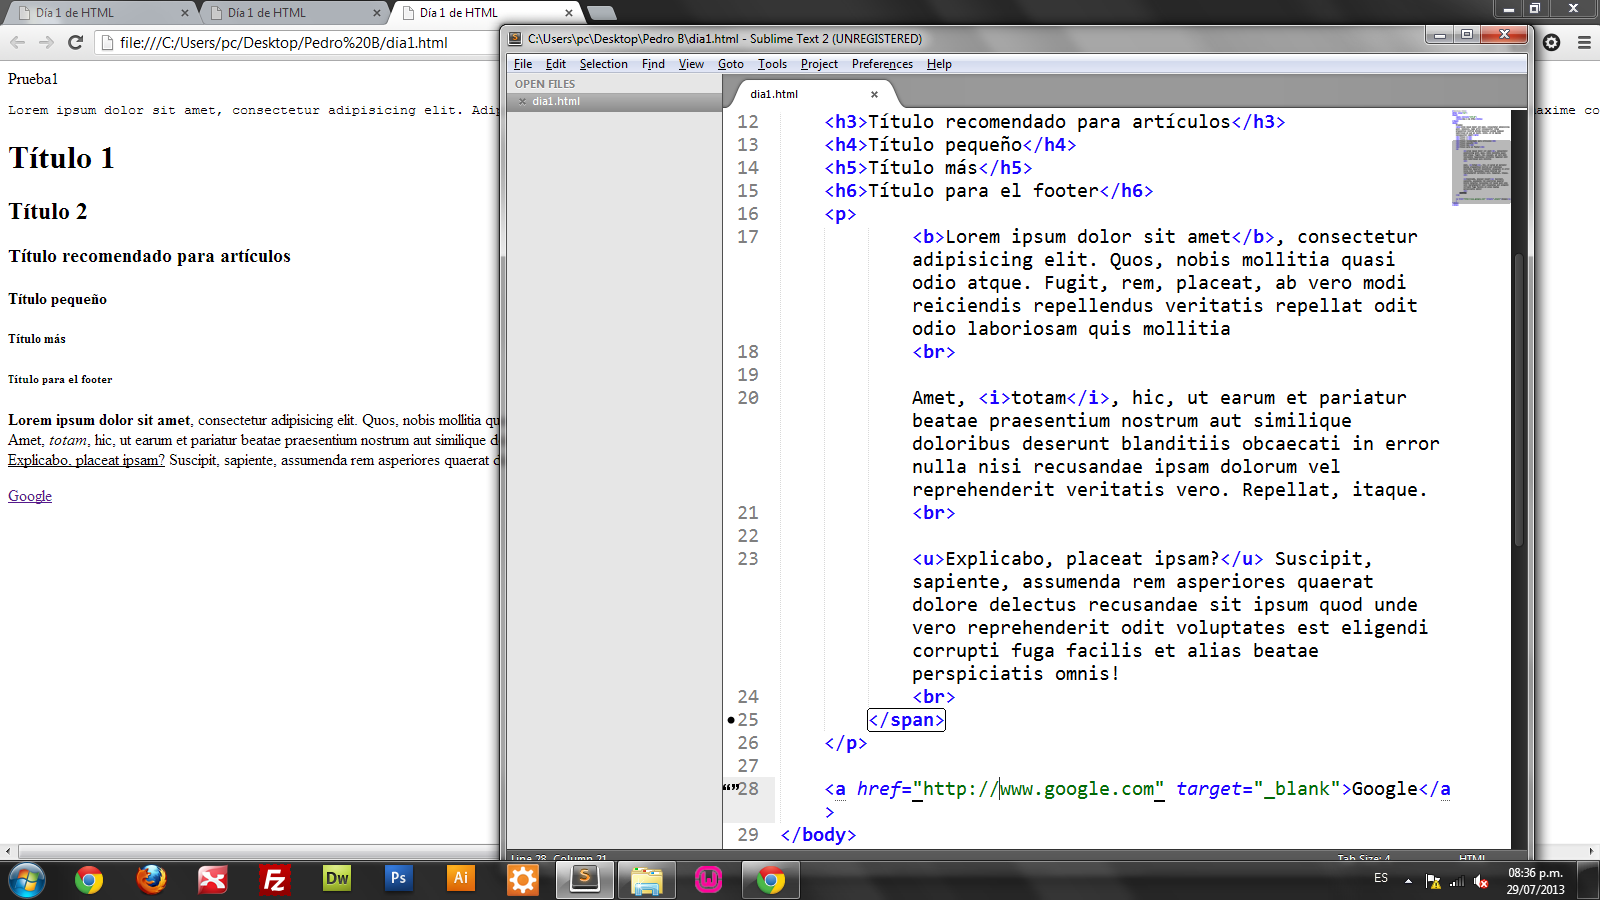 Día 1 de HTML
Día 1 de HTML
Día 1 de HTML
file:///C:/Users/pc/Desktop/Pedro%20B/dia1.html
Prueba1
Lorem ipsum dolor sit amet, consectetur adipisicing elit. Adip
axime co
Título 1
Título 2
Título recomendado para artículos
Título pequeño
Título más
Título para el footer
Lorem ipsum dolor sit amet, consectetur adipisicing elit. Quos, nobis mollitia qu
Amet, totam, hic, ut earum et pariatur beatae praesentium nostrum aut similique d
Explicabo, placeat ipsam? Suscipit, sapiente, assumenda rem asperiores quaerat d
Google
C:\Users\pc\Desktop\Pedro B\dia1.html - Sublime Text 2 (UNREGISTERED)
File Edit Selection Find View Goto Tools Project Preferences Help
OPEN FILES
dia1.html
dia1.html
12 <h3>Título recomendado para artículos</h3>
13 <h4>Título pequeño</h4>
14 <h5>Título más</h5>
15 <h6>Título para el footer</h6>
16 <p>
17 <b>Lorem ipsum dolor sit amet</b>, consectetur
adipisicing elit. Quos, nobis mollitia quasi
odio atque. Fugit, rem, placeat, ab vero modi
reiciendis repellendus veritatis repellat odit
odio laboriosam quis mollitia
18 <br>
19
20 Amet, <i>totam</i>, hic, ut earum et pariatur
beatae praesentium nostrum aut similique
doloribus deserunt blanditiis obcaecati in error
nulla nisi recusandae ipsam dolorum vel
reprehenderit veritatis vero. Repellat, itaque.
21 <br>
22
23 <u>Explicabo, placeat ipsam?</u> Suscipit,
sapiente, assumenda rem asperiores quaerat
dolore delectus recusandae sit ipsum quod unde
vero reprehenderit odit voluptates est eligendi
corrupti fuga facilis et alias beatae
perspiciatis omnis!
24 <br>
25 </span>
26 </p>
27
28 <a href="http://www.google.com" target="_blank">Google</a
>
29 </body>
Line 28, Column 21
Tab Size: 4
HTML
Fz
Dw
Ps
Ai
S
ES
08:36 p.m.
29/07/2013